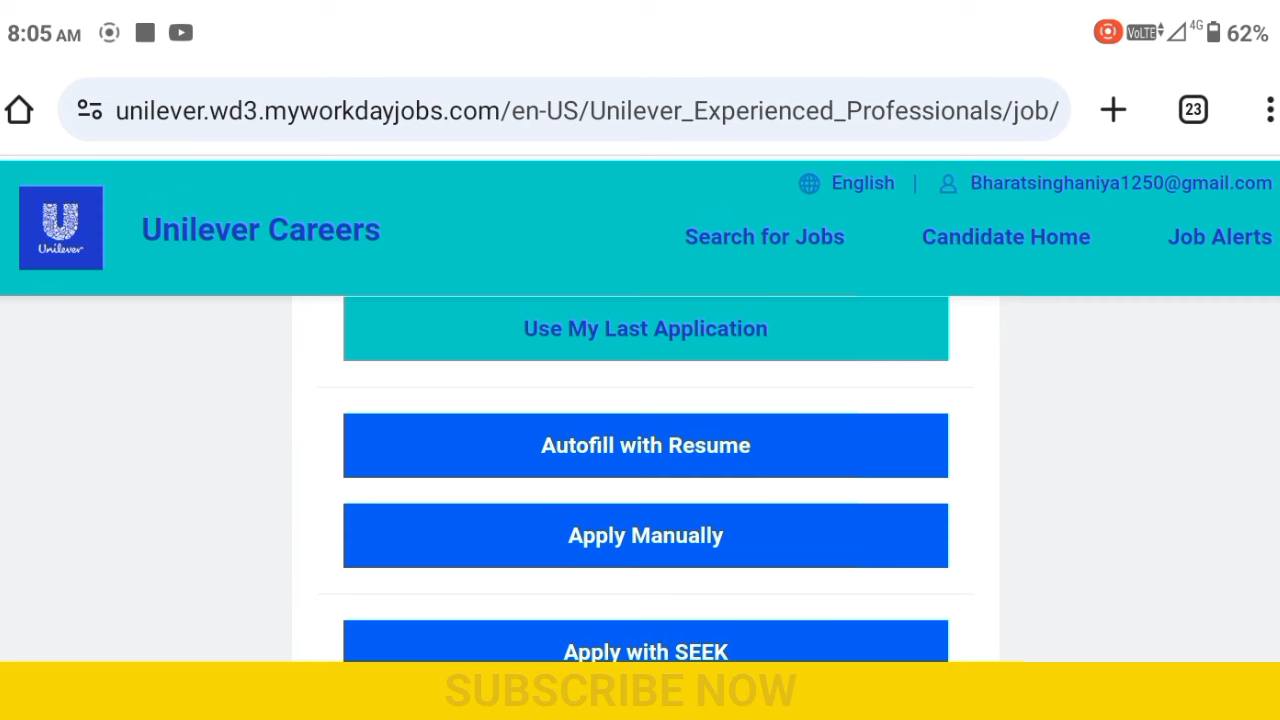 8:05 AM
VoLTE 4G 62%
unilever.wd3.myworkdayjobs.com/en-US/Unilever_Experienced_Professionals/job/
23
English | Bharatsinghaniya1250@gmail.com
Unilever
Unilever Careers
Search for Jobs Candidate Home Job Alerts
Use My Last Application
Autofill with Resume
Apply Manually
Apply with SEEK
SUBSCRIBE NOW